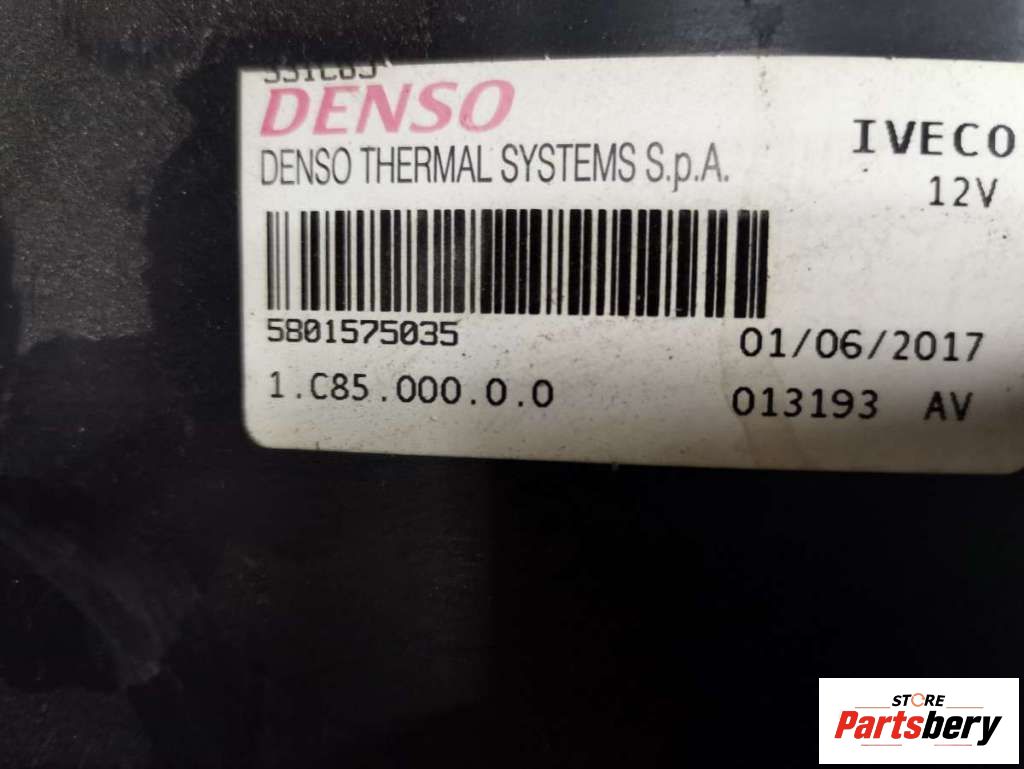 DENSO
DENSO THERMAL SYSTEMS S.p.A.
IVECO
12V
5801575035
01/06/2017
1.C85.000.0.0
013193 AV
STORE
Partsbery